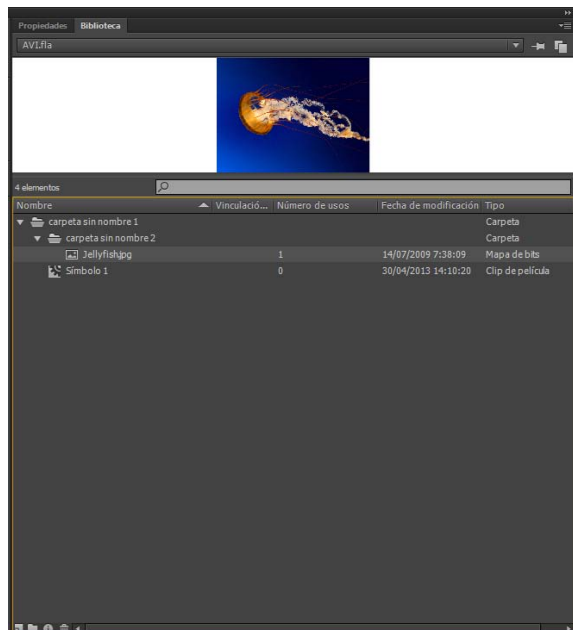 Propiedades Biblioteca
AVI.fla
4 elementos
Nombre Vinculació... Número de usos Fecha de modificación Tipo
carpeta sin nombre 1 Carpeta
carpeta sin nombre 2 Carpeta
Jellyfish.jpg 1 14/07/2009 7:38:09 Mapa de bits
Símbolo 1 0 30/04/2013 14:10:20 Clip de película